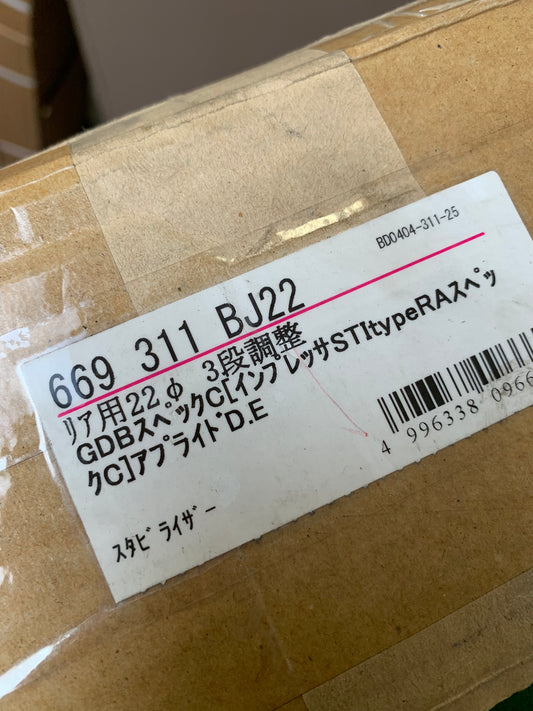 BD0404-311-25
669 311 BJ22
ﾘｱ用22φ 3段調整
GDBスペックC[インプレッサSTItypeRAスペッ
クC]アプライドD.E
4 996338 0966
ｽﾀﾋﾞﾗｲｻﾞｰ